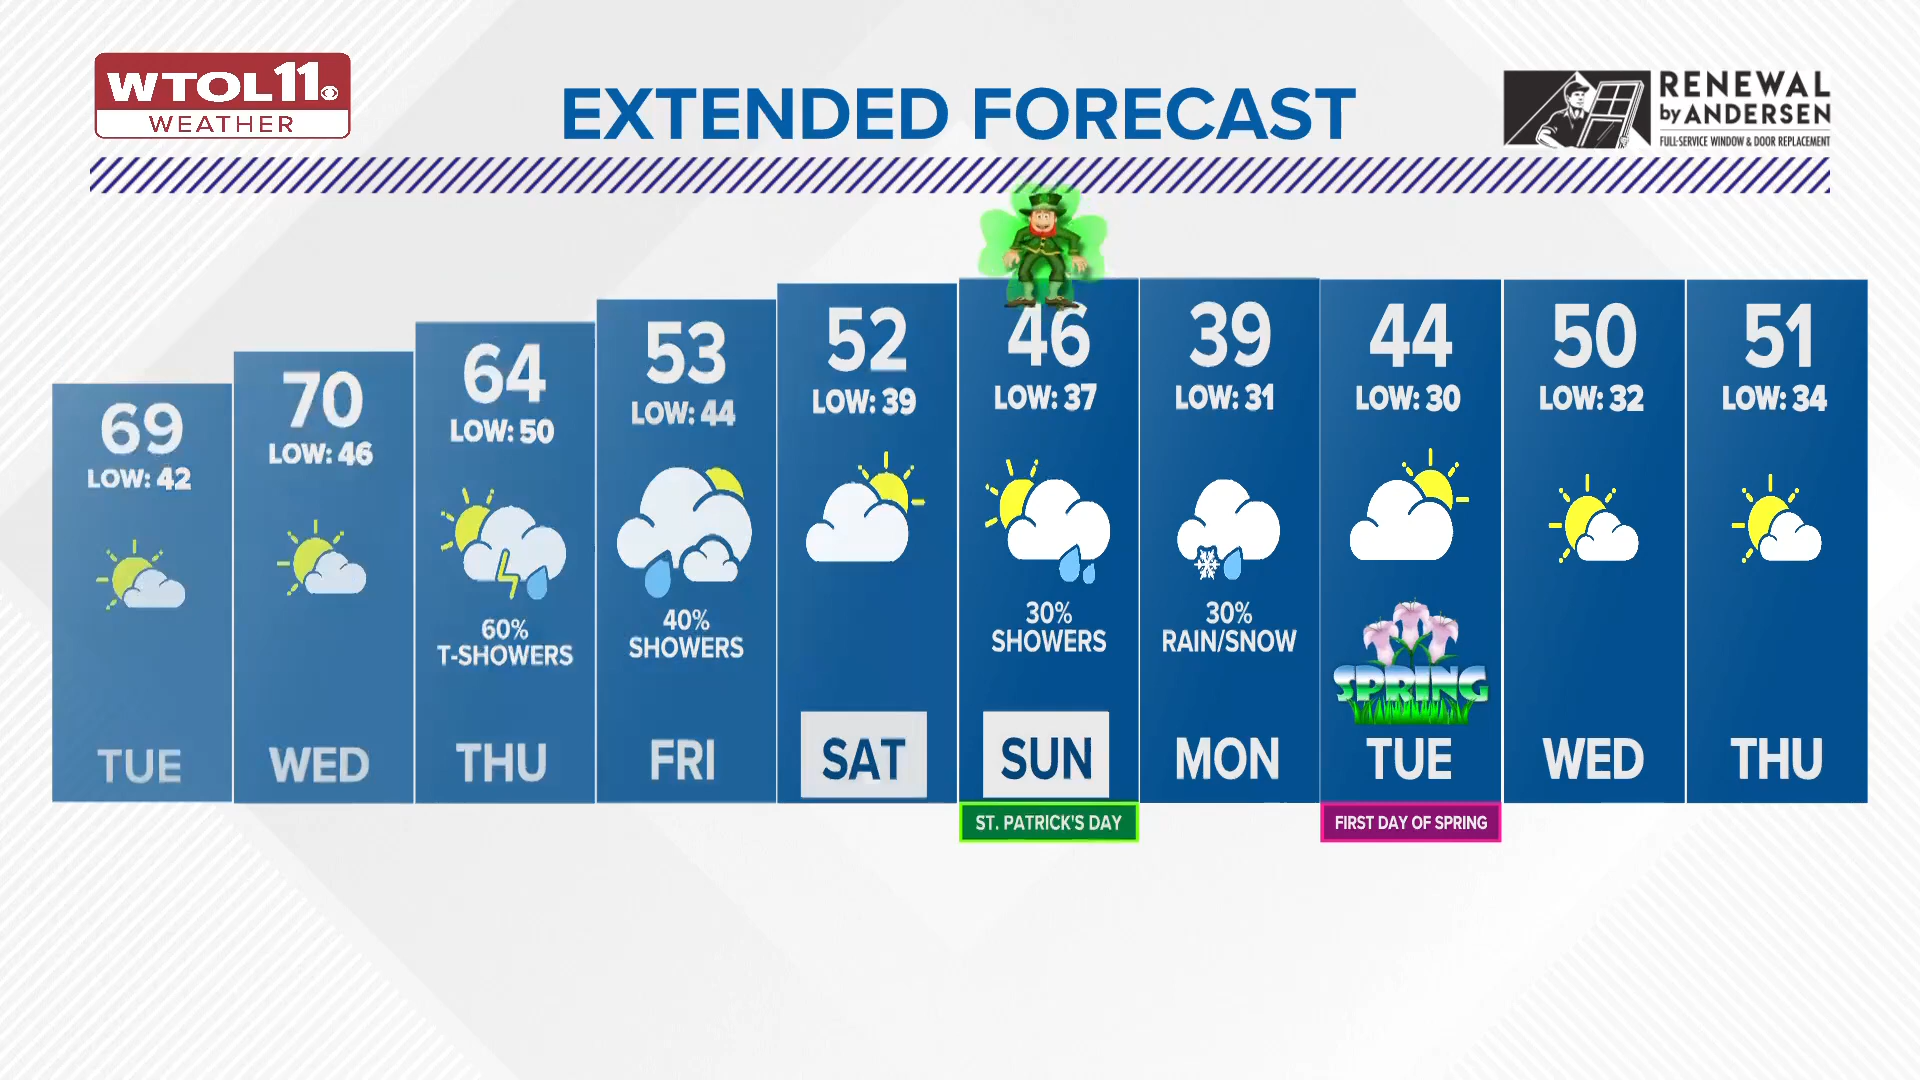 WTOL 11
WEATHER
EXTENDED FORECAST
RENEWAL
by ANDERSEN
FULL-SERVICE WINDOW & DOOR REPLACEMENT
69
LOW: 42
TUE
70
LOW: 46
WED
64
LOW: 50
60%
T-SHOWERS
THU
53
LOW: 44
40%
SHOWERS
FRI
52
LOW: 39
SAT
46
LOW: 37
30%
SHOWERS
SUN
ST. PATRICK'S DAY
39
LOW: 31
30%
RAIN/SNOW
MON
44
LOW: 30
SPRING
TUE
FIRST DAY OF SPRING
50
LOW: 32
WED
51
LOW: 34
THU